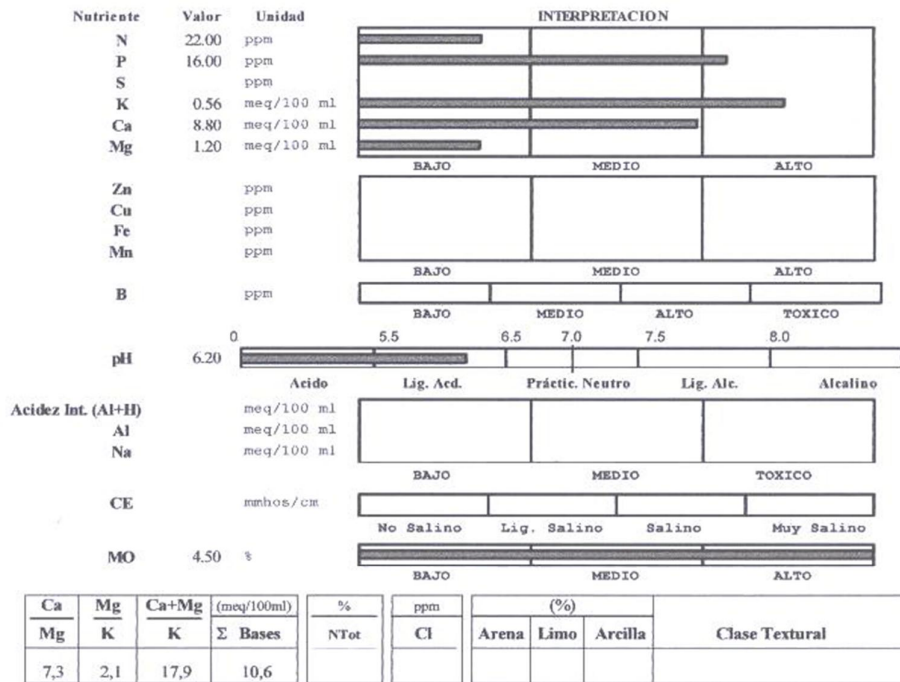 Nutriente Valor Unidad INTERPRETACION
N 22.00 ppm
P 16.00 ppm
S ppm
K 0.56 meq/100 ml
Ca 8.80 meq/100 ml
Mg 1.20 meq/100 ml
BAJO MEDIO ALTO
Zn ppm
Cu ppm
Fe ppm
Mn ppm
BAJO MEDIO ALTO
B ppm
BAJO MEDIO ALTO TOXICO
0 5.5 6.5 7.0 7.5 8.0
pH 6.20
Acido Lig. Acd. Práctic. Neutro Lig. Alc. Alcalino
Acidez Int. (Al+H) meq/100 ml
Al meq/100 ml
Na meq/100 ml
BAJO MEDIO TOXICO
CE mmhos/cm
No Salino Lig. Salino Salino Muy Salino
MO 4.50 %
BAJO MEDIO ALTO
Ca Mg Ca+Mg (meq/100ml) % ppm (%)
Mg K K Σ Bases NTot Cl Arena Limo Arcilla Clase Textural
7,3 2,1 17,9 10,6